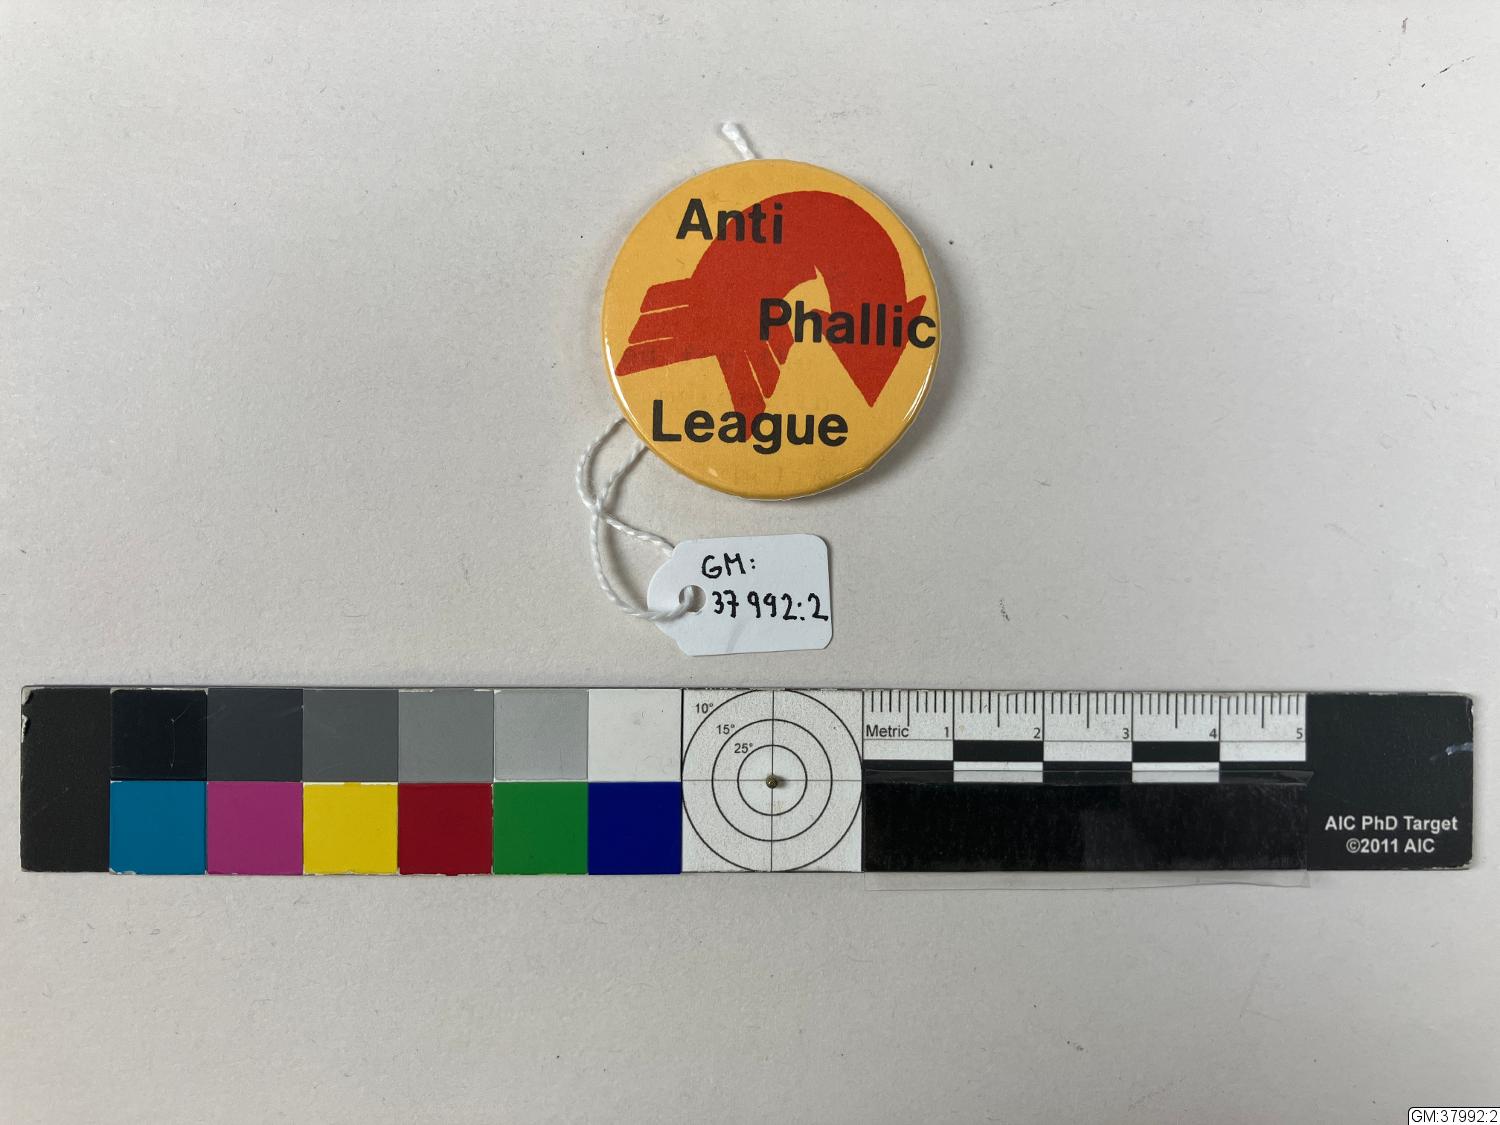 Anti
Phallic
League
GM:
37992:2
10°
15°
25°
Metric 1 2 3 4 5
AIC PhD Target
©2011 AIC
GM:37992:2